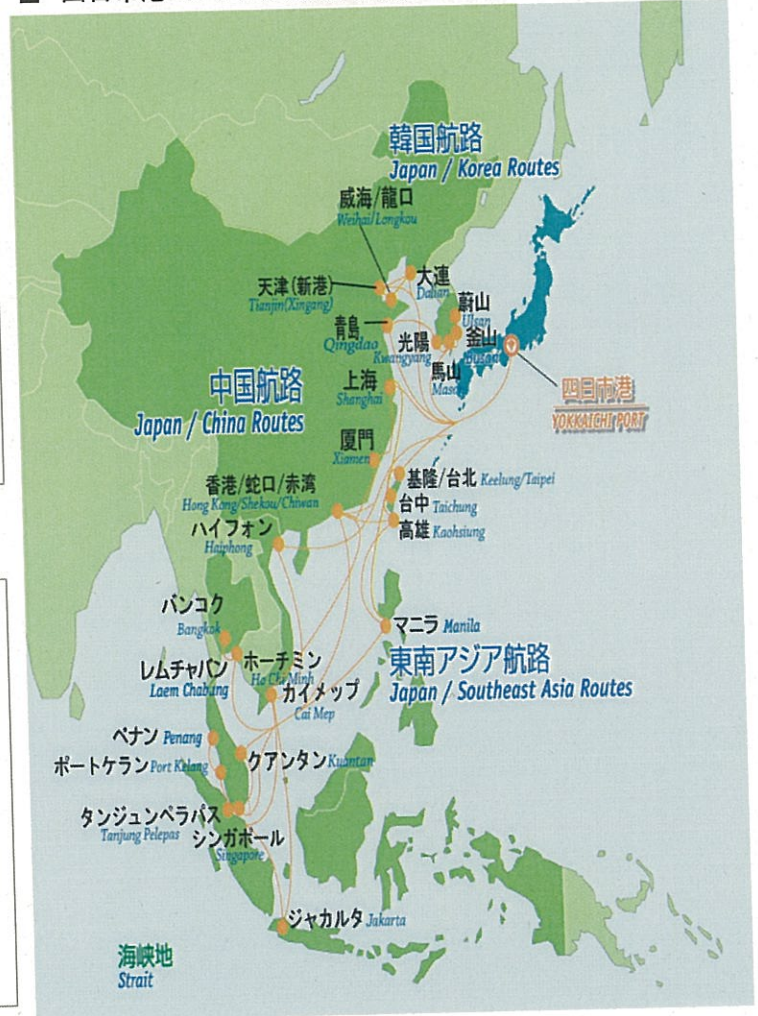 韓国航路
Japan / Korea Routes
威海/龍口
Weihai/Longkou
大連
Dalian
天津(新港)
Tianjin(Xingang)
蔚山
Ulsan
青島
Qingdao
光陽
Kwangyang
釜山
Busan
馬山
Masan
上海
Shanghai
四日市港
YOKKAICHI PORT
中国航路
Japan / China Routes
厦門
Xiamen
基隆/台北 Keelung/Taipei
香港/蛇口/赤湾
Hong Kong/Shekou/Chiwan
台中 Taichung
高雄 Kaohsiung
ハイフォン
Haiphong
バンコク
Bangkok
マニラ Manila
東南アジア航路
Japan / Southeast Asia Routes
レムチャバン
Laem Chabang
ホーチミン
Ho Chi Minh
カイメップ
Cai Mep
ペナン Penang
クアンタン Kuantan
ポートケラン Port Kelang
タンジュンペラパス
Tanjung Pelepas
シンガポール
Singapore
ジャカルタ Jakarta
海峡地
Strait